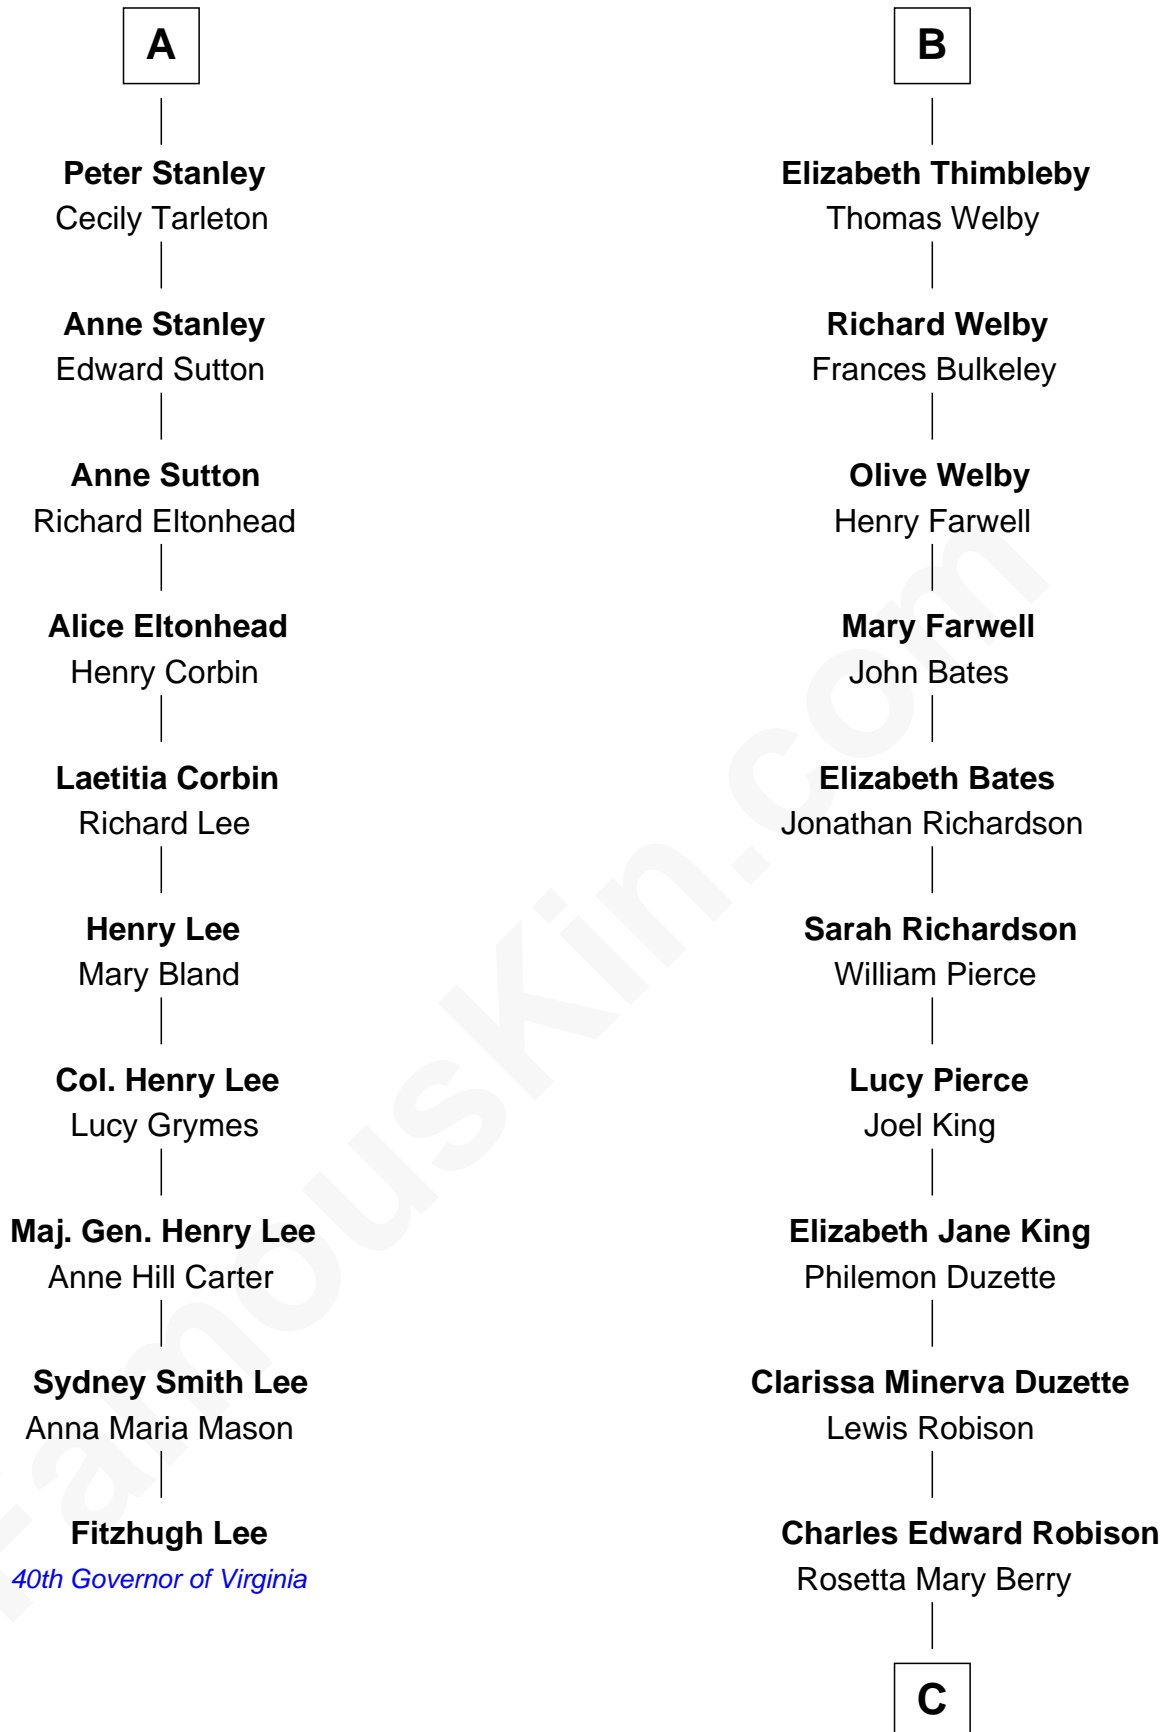 A
Peter Stanley
Cecily Tarleton
Anne Stanley
Edward Sutton
Anne Sutton
Richard Eltonhead
Alice Eltonhead
Henry Corbin
Laetitia Corbin
Richard Lee
Henry Lee
Mary Bland
Col. Henry Lee
Lucy Grymes
Maj. Gen. Henry Lee
Anne Hill Carter
Sydney Smith Lee
Anna Maria Mason
Fitzhugh Lee
40th Governor of Virginia
B
Elizabeth Thimbleby
Thomas Welby
Richard Welby
Frances Bulkeley
Olive Welby
Henry Farwell
Mary Farwell
John Bates
Elizabeth Bates
Jonathan Richardson
Sarah Richardson
William Pierce
Lucy Pierce
Joel King
Elizabeth Jane King
Philemon Duzette
Clarissa Minerva Duzette
Lewis Robison
Charles Edward Robison
Rosetta Mary Berry
C
FamousKin.com